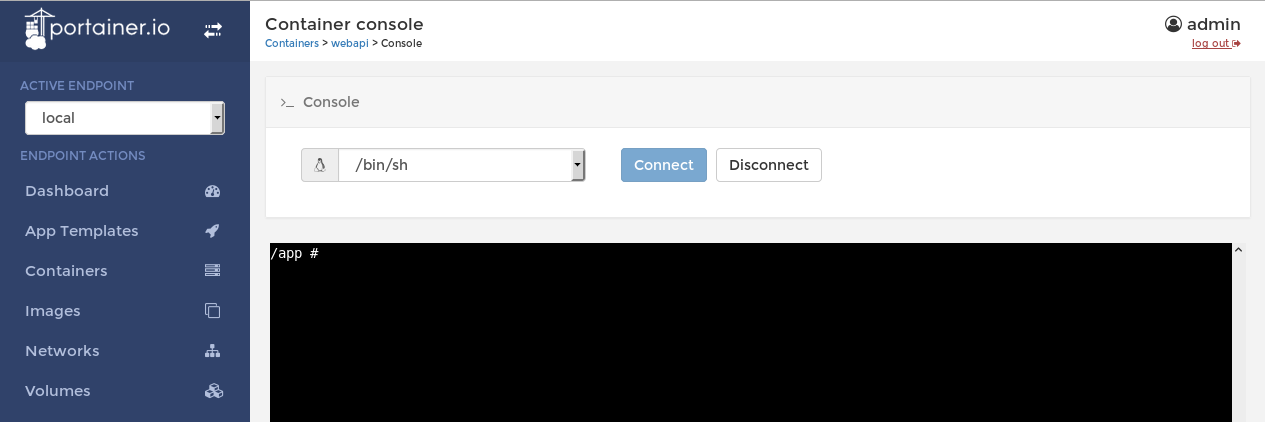 portainer.io
Container console
Containers > webapi > Console
admin
log out
ACTIVE ENDPOINT
local
ENDPOINT ACTIONS
Dashboard
App Templates
Containers
Images
Networks
Volumes
>_ Console
/bin/sh
Connect
Disconnect
/app #